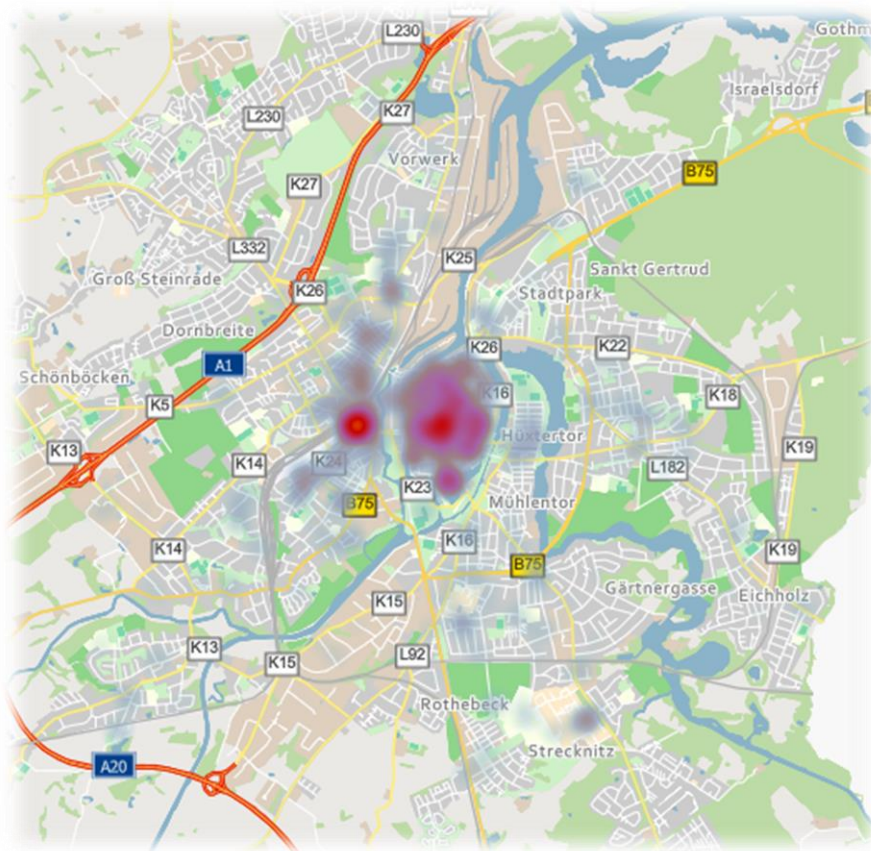 L230
Gothm
Israelsdorf
K27
L230
Vorwerk
B75
K27
L332
K25
Sankt Gertrud
Groß Steinrade
K26
Stadtpark
Dornbreite
K26
K22
A1
Schönböcken
K16
K18
K5
Hüxtertor
K13
K19
K14
K24
L182
K23
B75
Mühlentor
K16
K14
K19
B75
Gärtnergasse
Eichholz
K15
K13
L92
K15
Rothebeck
Strecknitz
A20